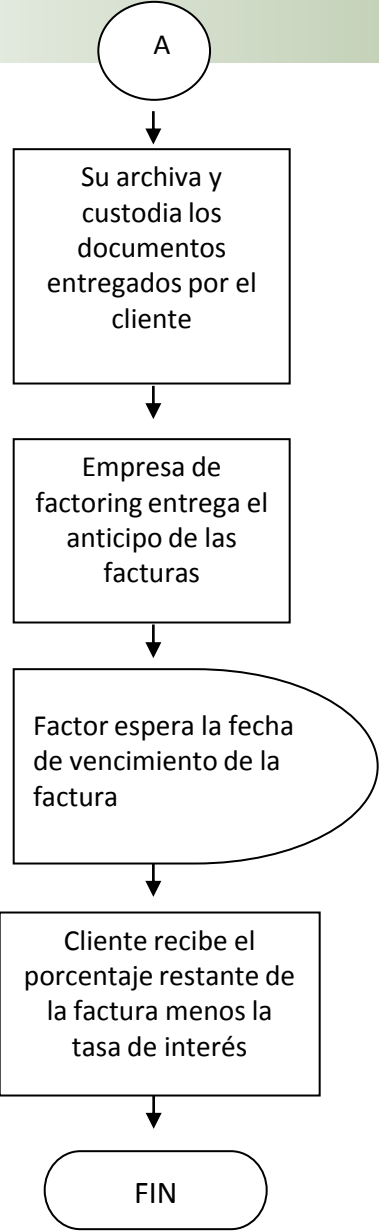 A
Su archiva y
custodia los
documentos
entregados por el
cliente
Empresa de
factoring entrega el
anticipo de las
facturas
Factor espera la fecha
de vencimiento de la
factura
Cliente recibe el
porcentaje restante de
la factura menos la
tasa de interés
FIN